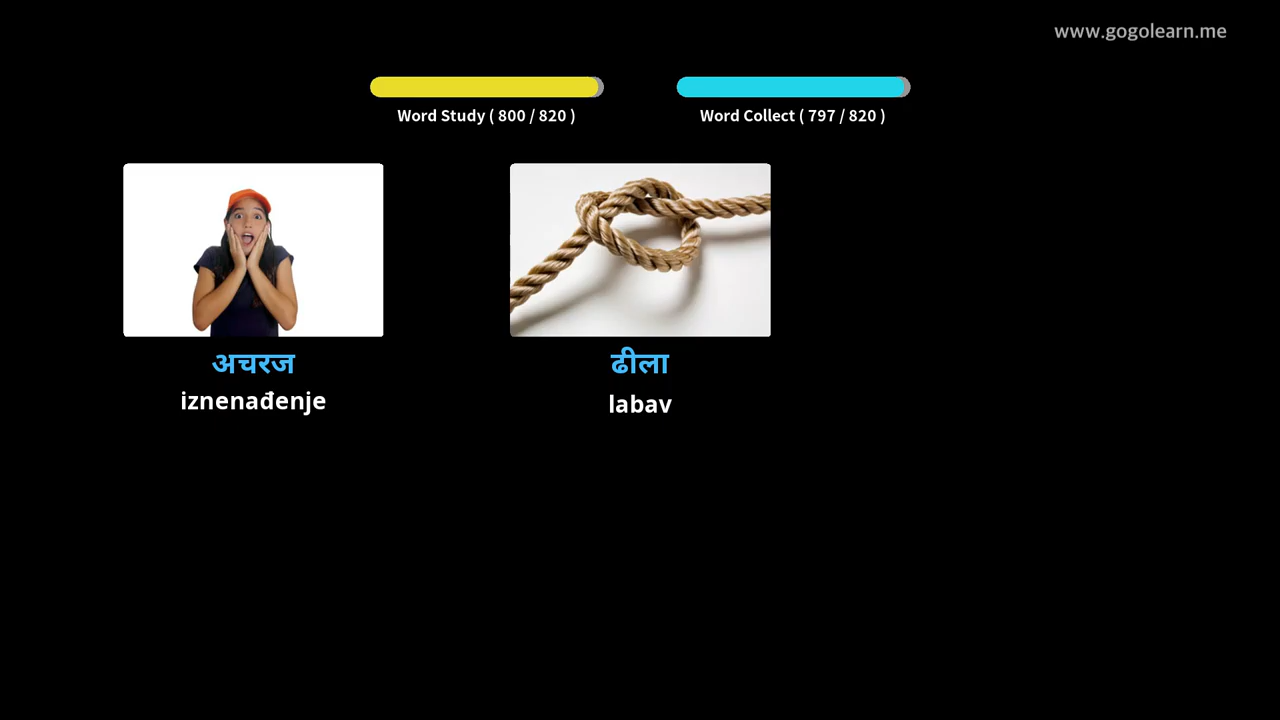 www.gogolearn.me
Word Study ( 800 / 820 )
Word Collect ( 797 / 820 )
अचरज
iznenađenje
ढीला
labav